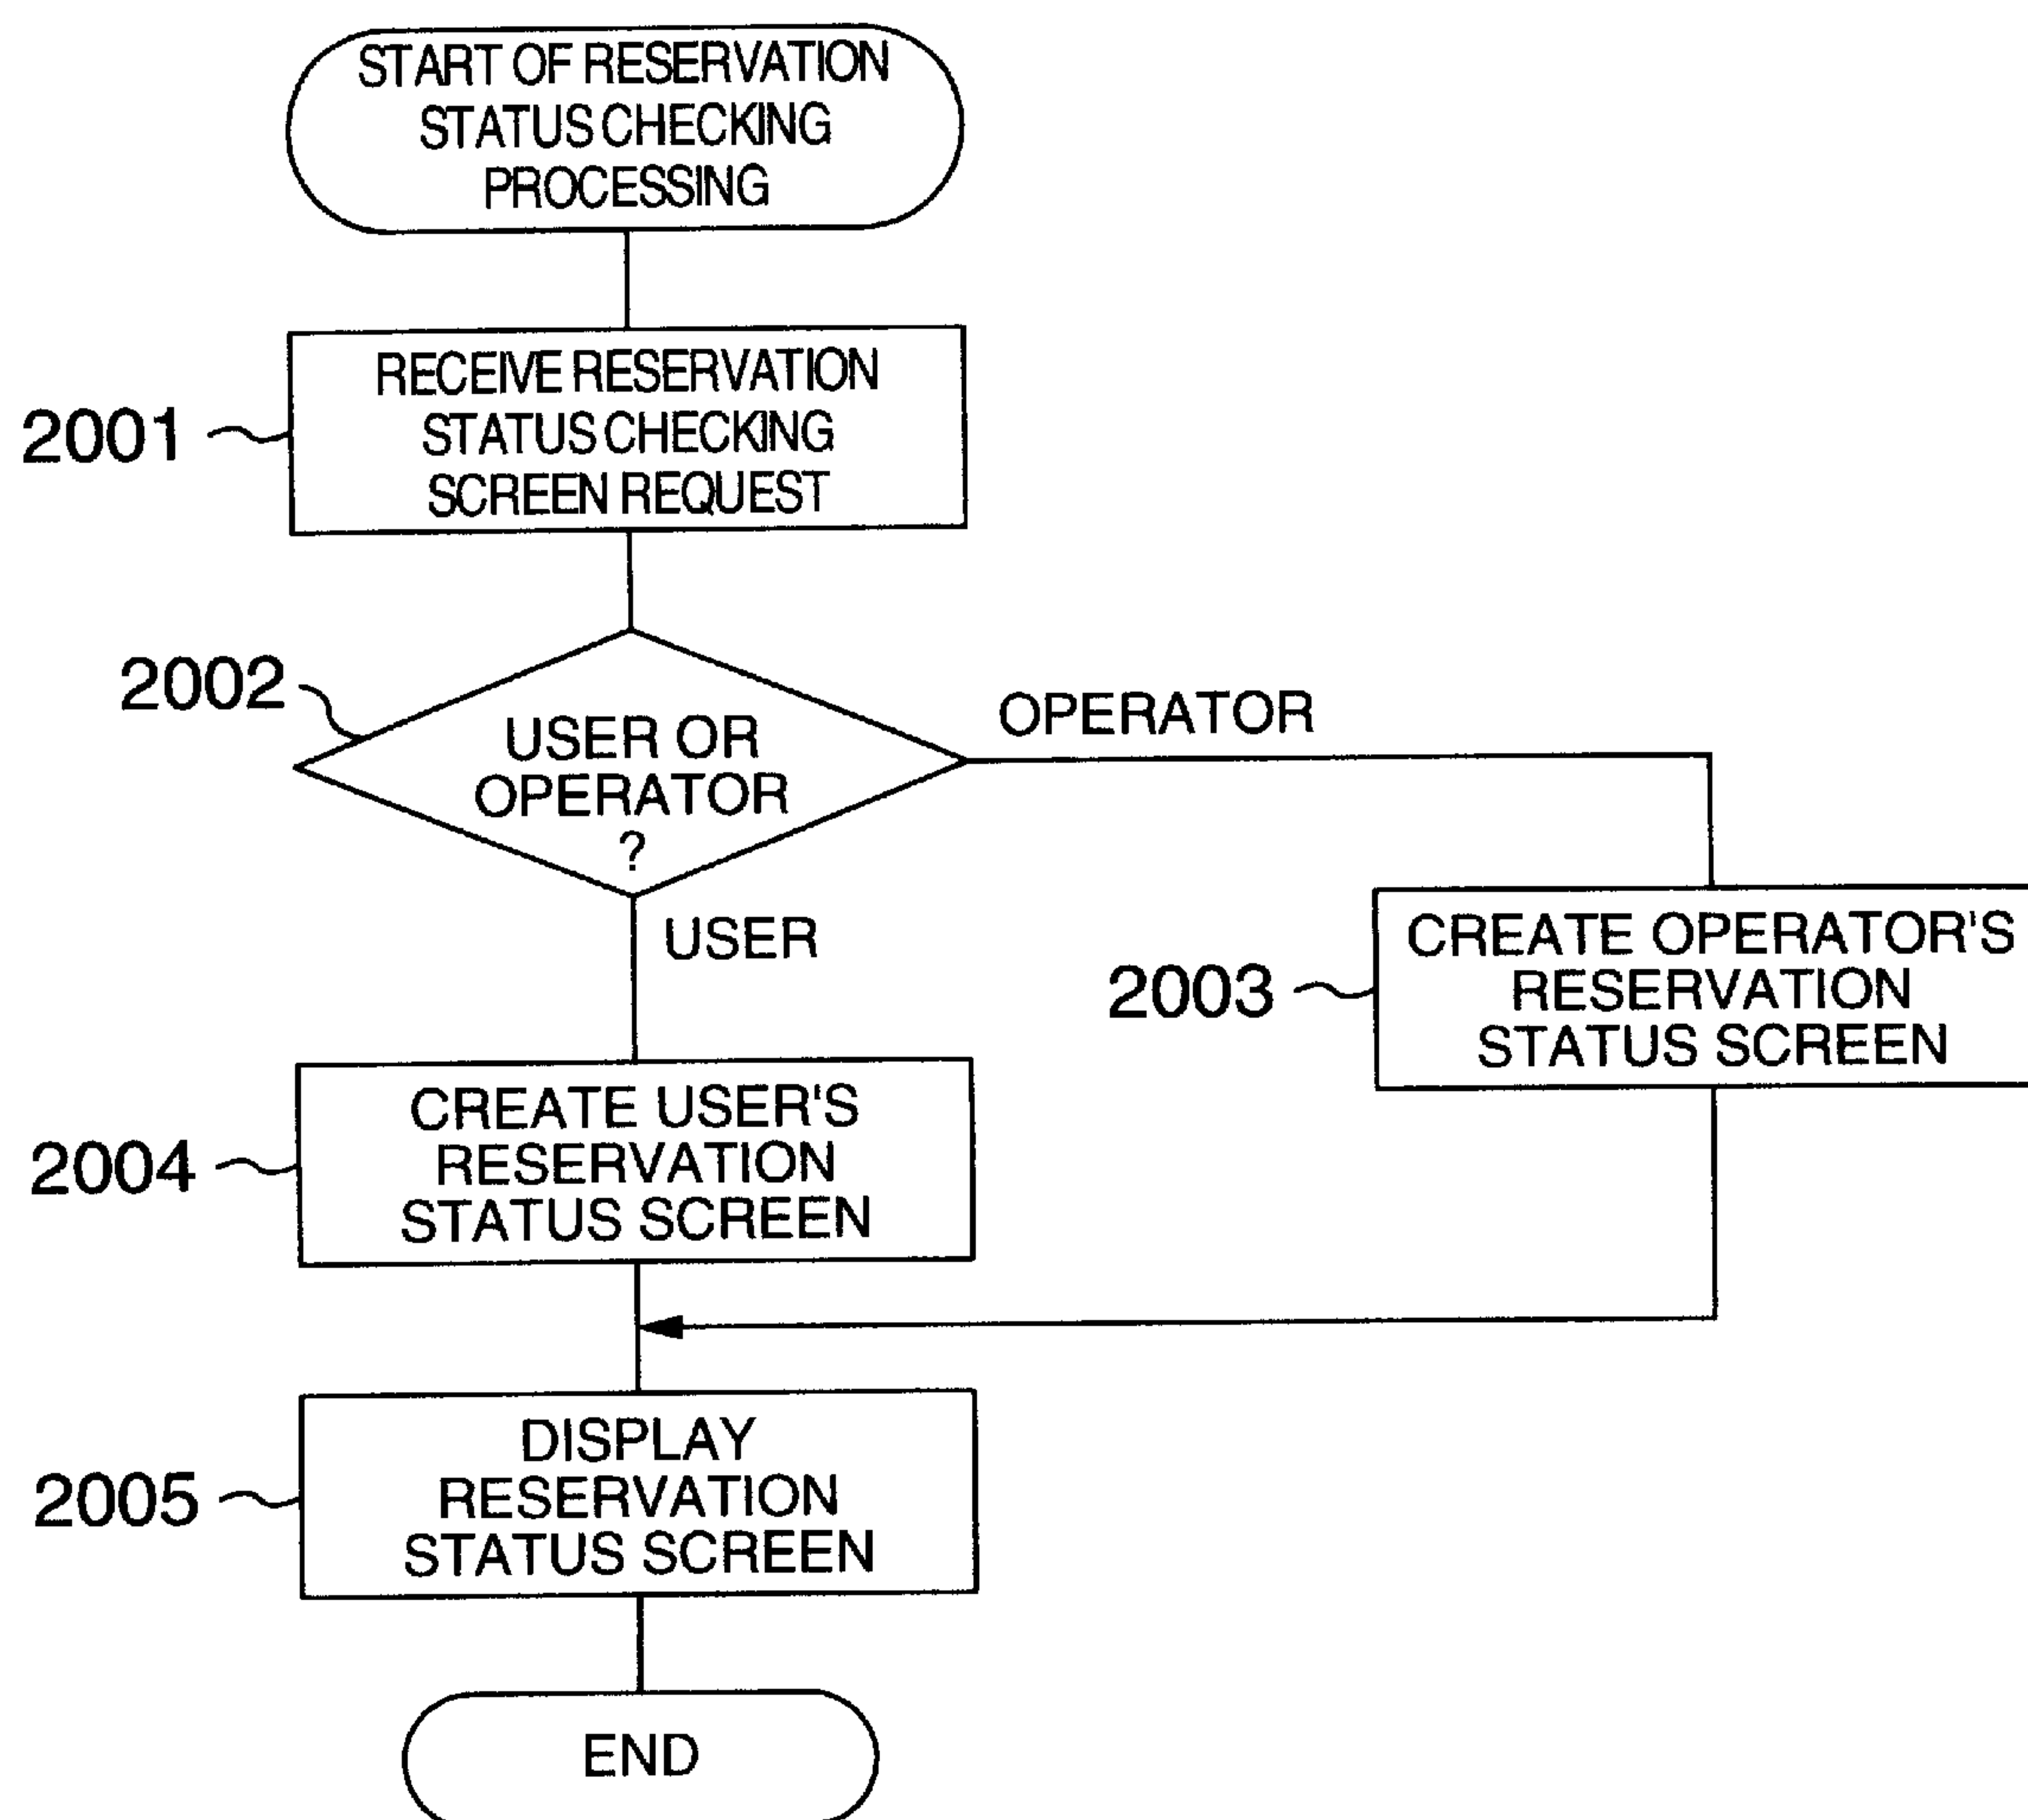 START OF RESERVATION
STATUS CHECKING
PROCESSING
RECEIVE RESERVATION
STATUS CHECKING
SCREEN REQUEST
2001
2002
USER OR
OPERATOR
?
OPERATOR
USER
CREATE OPERATOR'S
RESERVATION
STATUS SCREEN
2003
CREATE USER'S
RESERVATION
STATUS SCREEN
2004
DISPLAY
RESERVATION
STATUS SCREEN
2005
END